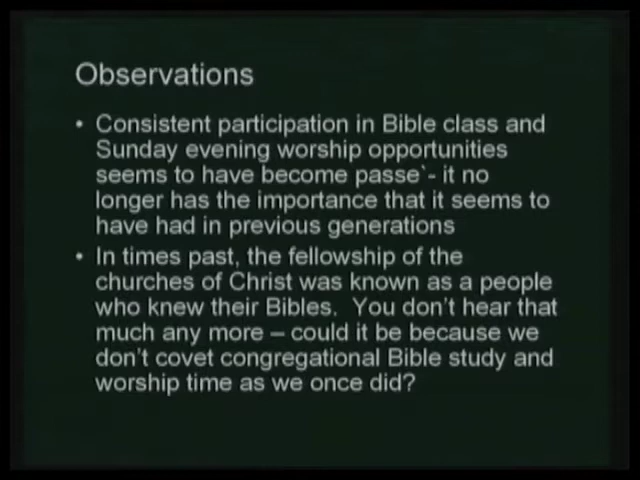 Observations
• Consistent participation in Bible class and
Sunday evening worship opportunities
seems to have become passe`- it no
longer has the importance that it seems to
have had in previous generations
• In times past, the fellowship of the
churches of Christ was known as a people
who knew their Bibles.  You don't hear that
much any more – could it be because we
don't covet congregational Bible study and
worship time as we once did?